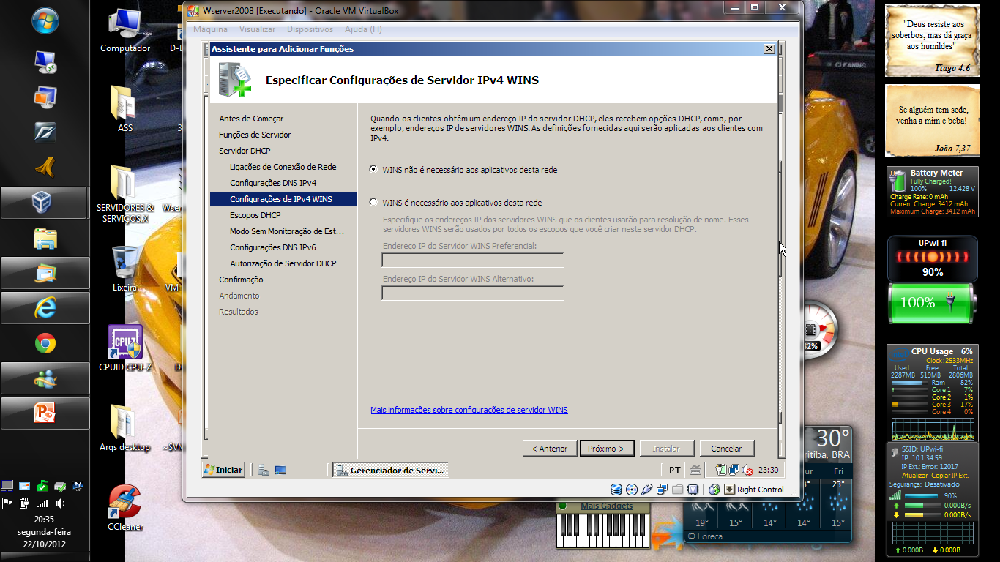 Wserver2008 [Executando] - Oracle VM VirtualBox
Máquina Visualizar Dispositivos Ajuda (H)
Assistente para Adicionar Funções
Especificar Configurações de Servidor IPv4 WINS
Antes de Começar
Funções de Servidor
Servidor DHCP
Ligações de Conexão de Rede
Configurações DNS IPv4
Configurações de IPv4 WINS
Escopos DHCP
Modo Sem Monitoração de Est...
Configurações DNS IPv6
Autorização de Servidor DHCP
Confirmação
Andamento
Resultados
Quando os clientes obtêm um endereço IP do servidor DHCP, eles recebem opções DHCP, como, por
exemplo, endereços IP de servidores WINS. As definições fornecidas aqui serão aplicadas aos clientes com
IPv4.
WINS não é necessário aos aplicativos desta rede
WINS é necessário aos aplicativos desta rede
Especifique os endereços IP dos servidores WINS que os clientes usarão para resolução de nome. Esses
servidores WINS serão usados por todos os escopos que você criar neste servidor DHCP.
Endereço IP do Servidor WINS Preferencial:
Endereço IP do Servidor WINS Alternativo:
Mais informações sobre configurações de servidor WINS
< Anterior Próximo > Instalar Cancelar
Iniciar Gerenciador de Servi... PT 23:30
Right Control
Computador
ASS
SERVIDORES &
SERVIÇOS.X
Lixeira
CPUID CPU-Z
Arqs desktop
CCleaner
20:35
segunda-feira
22/10/2012
"Deus resiste aos
soberbos, mas dá graça
aos humildes"
Tiago 4:6
Se alguém tem sede,
venha a mim e beba!
João 7,37
Battery Meter
Fully Charged!
100% 12.428 V
Charge Rate: 0 mAh
Current Charge: 3412 mAh
Maximum Charge: 3412 mAh
UPwi-fi
90%
100%
CPU Usage 6%
Clock: 2533MHz
Used Free Total
2287MB 519MB 2806MB
Ram 82%
Core 1 7%
Core 2 1%
Core 3 17%
Core 4 0%
SSID: UPwi-fi
IP: 10.1.34.59
IP Ext.: Error: 12017
Atualizar Copiar IP Ext.
Segurança: Desativado
90%
0.000B/s
0.000B/s
0.000B 0.000B
30°
ritiba, BRA
Fri
23°
19° 15° 14° 14° 15°
© Foreca
Mais Gadgets
CLEANING